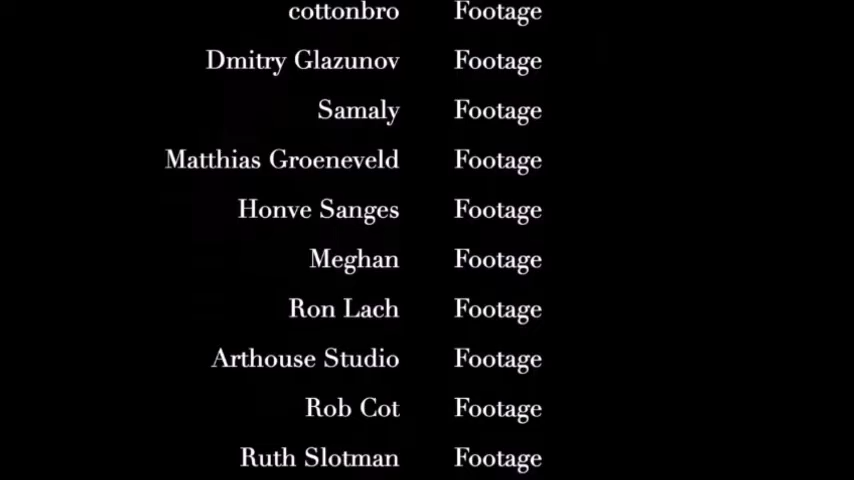 cottonbro Footage
Dmitry Glazunov Footage
Samaly Footage
Matthias Groeneveld Footage
Honve Sanges Footage
Meghan Footage
Ron Lach Footage
Arthouse Studio Footage
Rob Cot Footage
Ruth Slotman Footage